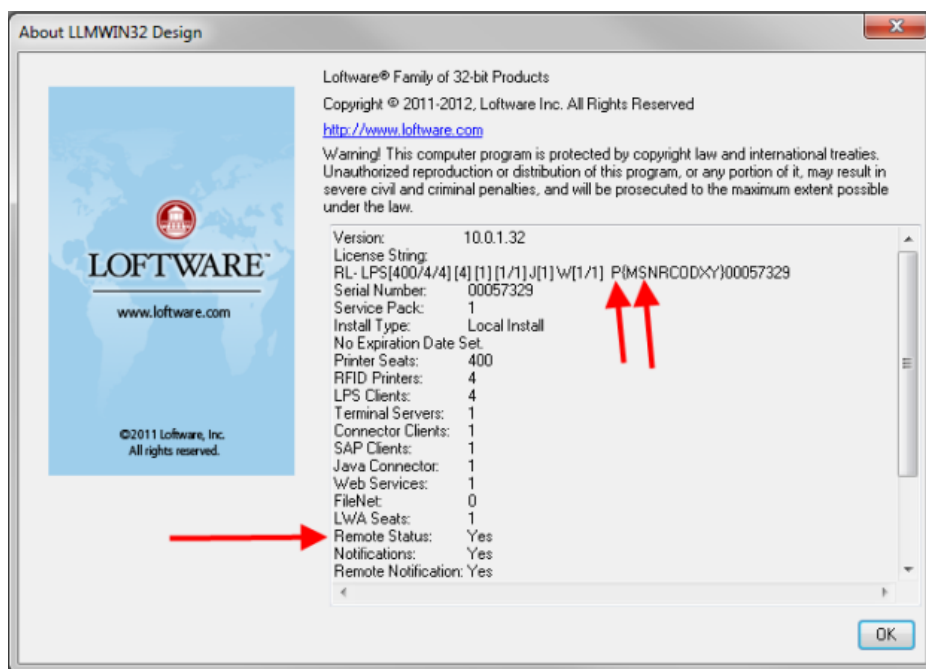 About LLMWIN32 Design
LOFTWARE™
www.loftware.com
©2011 Loftware, Inc.
All rights reserved.
Loftware® Family of 32-bit Products
Copyright © 2011-2012, Loftware Inc. All Rights Reserved
http://www.loftware.com
Warning! This computer program is protected by copyright law and international treaties.
Unauthorized reproduction or distribution of this program, or any portion of it, may result in
severe civil and criminal penalties, and will be prosecuted to the maximum extent possible
under the law.
Version: 10.0.1.32
License String:
RL- LPS[400/4/4] [4] [1] [1/1] J[1] W[1/1] P{MSNRCODXY}00057329
Serial Number: 00057329
Service Pack: 1
Install Type: Local Install
No Expiration Date Set.
Printer Seats: 400
RFID Printers: 4
LPS Clients: 4
Terminal Servers: 1
Connector Clients: 1
SAP Clients: 1
Java Connector: 1
Web Services: 1
FileNet: 0
LWA Seats: 1
Remote Status: Yes
Notifications: Yes
Remote Notification: Yes
OK